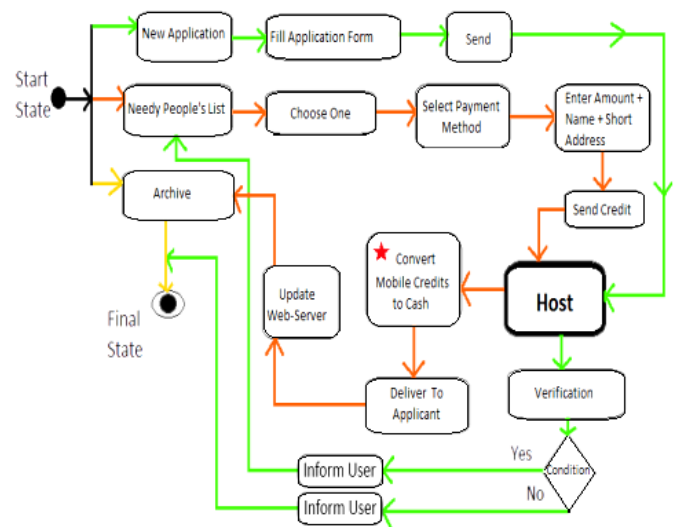 New Application
Fill Application Form
Send
Start
State
Needy People's List
Choose One
Select Payment
Method
Enter Amount +
Name + Short
Address
Archive
Send Credit
Convert
Mobile Credits
to Cash
Update
Web-Server
Host
Final
State
Deliver To
Applicant
Verification
Yes
Condition
No
Inform User
Inform User